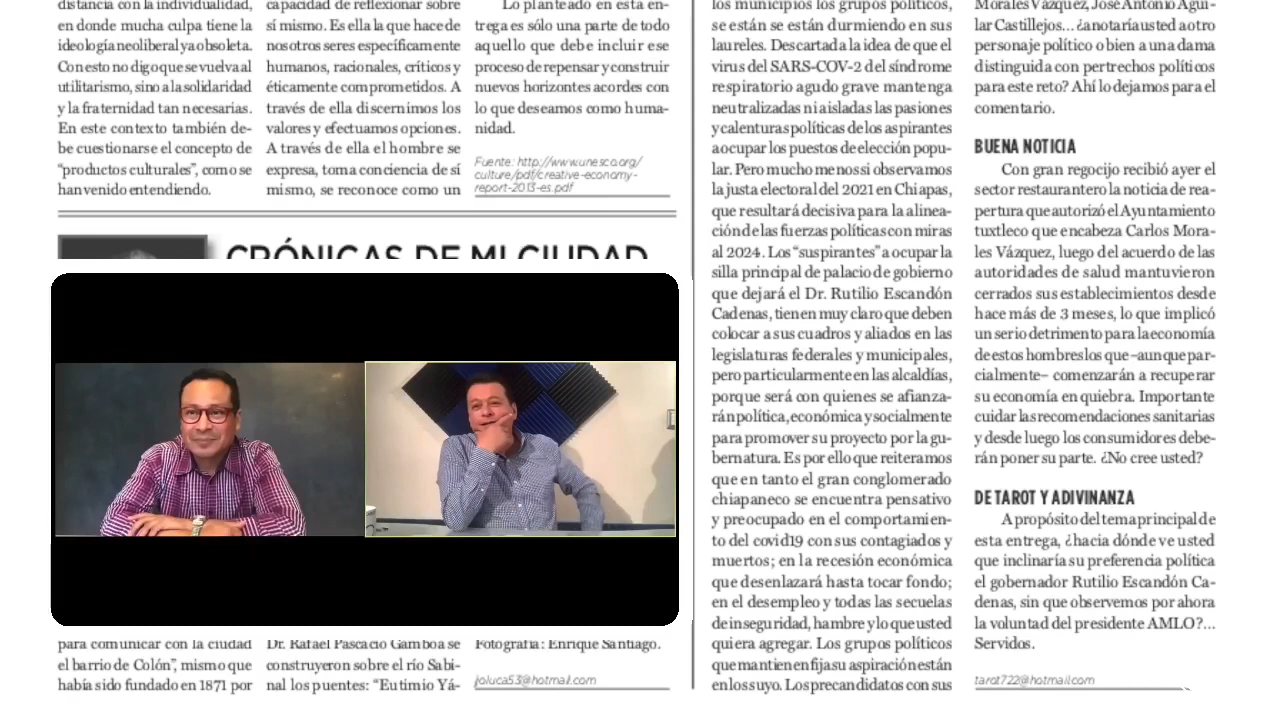 distancia con la individualidad,
en donde mucha culpa tiene la
ideología neoliberal ya obsoleta.
Con esto no digo que se vuelva al
utilitarismo, sino a la solidaridad
y la fraternidad tan necesarias.
En este contexto también de-
be cuestionarse el concepto de
“productos culturales”, como se
han venido entendiendo.
capacidad de reflexionar sobre
sí mismo. Es ella la que hace de
nosotros seres específicamente
humanos, racionales, críticos y
éticamente comprometidos. A
través de ella discernimos los
valores y efectuamos opciones.
A través de ella el hombre se
expresa, toma conciencia de sí
mismo, se reconoce como un
Lo planteado en esta en-
trega es sólo una parte de todo
aquello que debe incluir ese
proceso de repensar y construir
nuevos horizontes acordes con
lo que deseamos como huma-
nidad.
Fuente: http://www.unesco.org/
culture/pdf/creative-economy-
report-2013-es.pdf
CRÓNICAS DE MI CIUDAD
para comunicar con la ciudad
el barrio de Colón”, mismo que
había sido fundado en 1871 por
Dr. Rafael Pascacio Gamboa se
construyeron sobre el río Sabi-
nal los puentes: “Eutimio Yá-
Fotografía: Enrique Santiago.
joluca53@hotmail.com
los municipios los grupos políticos,
se están se están durmiendo en sus
laureles. Descartada la idea de que el
virus del SARS-COV-2 del síndrome
respiratorio agudo grave mantenga
neutralizadas ni aisladas las pasiones
y calenturas políticas de los aspirantes
a ocupar los puestos de elección popu-
lar. Pero mucho menos si observamos
la justa electoral del 2021 en Chiapas,
que resultará decisiva para la alinea-
ción de las fuerzas políticas con miras
al 2024. Los “suspirantes” a ocupar la
silla principal de palacio de gobierno
que dejará el Dr. Rutilio Escandón
Cadenas, tienen muy claro que deben
colocar a sus cuadros y aliados en las
legislaturas federales y municipales,
pero particularmente en las alcaldías,
porque será con quienes se afianza-
rán política, económica y socialmente
para promover su proyecto por la gu-
bernatura. Es por ello que reiteramos
que en tanto el gran conglomerado
chiapaneco se encuentra pensativo
y preocupado en el comportamien-
to del covid19 con sus contagiados y
muertos; en la recesión económica
que desenlazará hasta tocar fondo;
en el desempleo y todas las secuelas
de inseguridad, hambre y lo que usted
quiera agregar. Los grupos políticos
que mantienen fija su aspiración están
en los suyo. Los precandidatos con sus
Morales Vázquez, José Antonio Agui-
lar Castillejos… ¿anotaría usted a otro
personaje político o bien a una dama
distinguida con pertrechos políticos
para este reto? Ahí lo dejamos para el
comentario.
BUENA NOTICIA
Con gran regocijo recibió ayer el
sector restaurantero la noticia de rea-
pertura que autorizó el Ayuntamiento
tuxtleco que encabeza Carlos Mora-
les Vázquez, luego del acuerdo de las
autoridades de salud mantuvieron
cerrados sus establecimientos desde
hace más de 3 meses, lo que implicó
un serio detrimento para la economía
de estos hombres los que –aunque par-
cialmente– comenzarán a recuperar
su economía en quiebra. Importante
cuidar las recomendaciones sanitarias
y desde luego los consumidores debe-
rán poner su parte. ¿No cree usted?
DE TAROT Y ADIVINANZA
A propósito del tema principal de
esta entrega, ¿hacia dónde ve usted
que inclinaría su preferencia política
el gobernador Rutilio Escandón Ca-
denas, sin que observemos por ahora
la voluntad del presidente AMLO?…
Servidos.
tarot722@hotmail.com